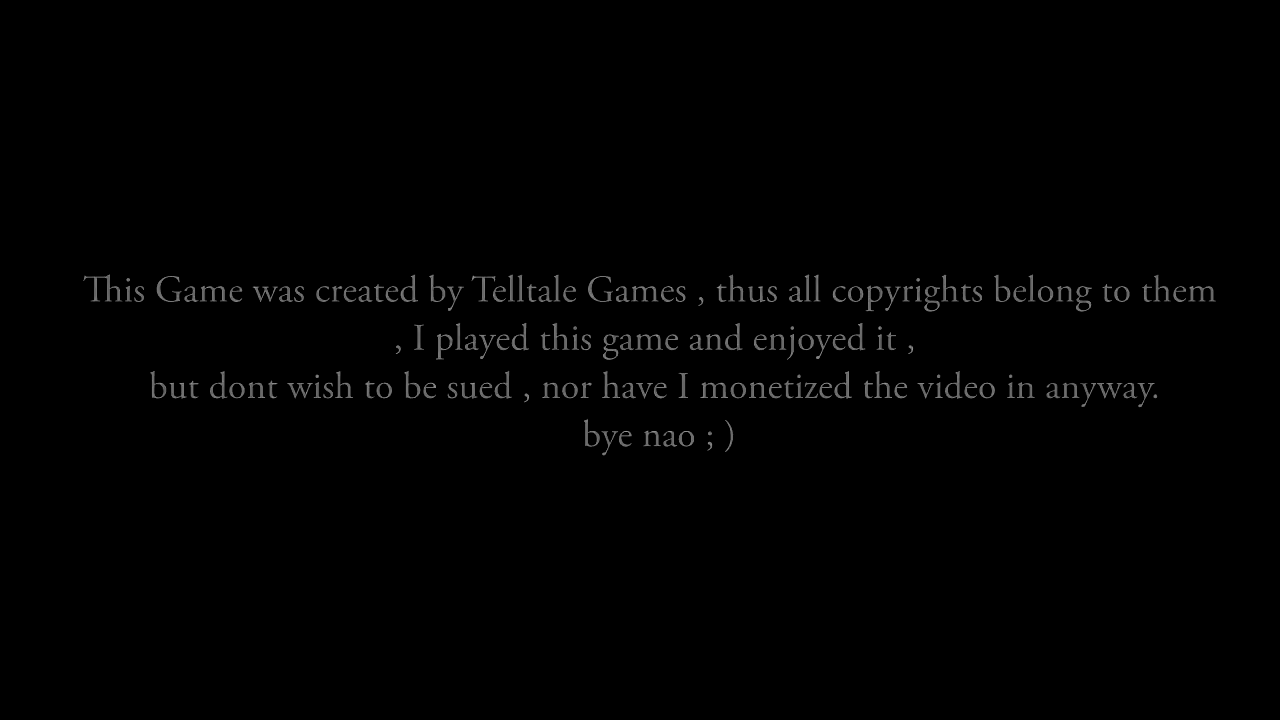 This Game was created by Telltale Games , thus all copyrights belong to them
, I played this game and enjoyed it ,
but dont wish to be sued , nor have I monetized the video in anyway.
bye nao ; )